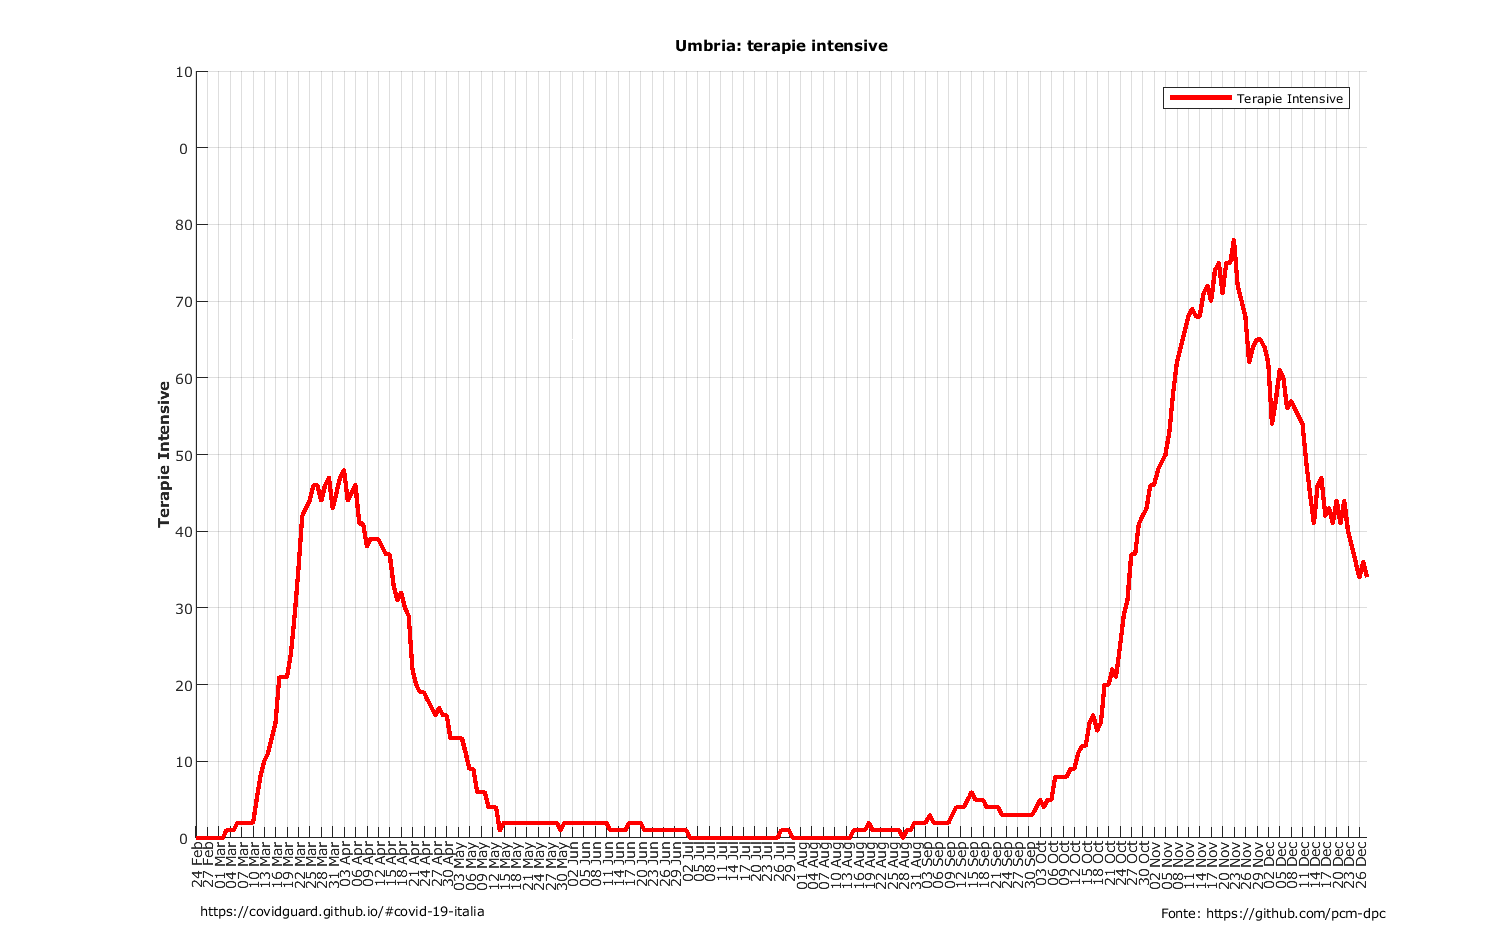 Umbria: terapie intensive
Terapie Intensive
10
0
80
70
60
50
40
30
20
10
0
Terapie Intensive
24 Feb
27 Feb
01 Mar
04 Mar
07 Mar
10 Mar
13 Mar
16 Mar
19 Mar
22 Mar
25 Mar
28 Mar
31 Mar
03 Apr
06 Apr
09 Apr
12 Apr
15 Apr
18 Apr
21 Apr
24 Apr
27 Apr
30 Apr
03 May
06 May
09 May
12 May
15 May
18 May
21 May
24 May
27 May
30 May
02 Jun
05 Jun
08 Jun
11 Jun
14 Jun
17 Jun
20 Jun
23 Jun
26 Jun
29 Jun
02 Jul
05 Jul
08 Jul
11 Jul
14 Jul
17 Jul
20 Jul
23 Jul
26 Jul
29 Jul
01 Aug
04 Aug
07 Aug
10 Aug
13 Aug
16 Aug
19 Aug
22 Aug
25 Aug
28 Aug
31 Aug
03 Sep
06 Sep
09 Sep
12 Sep
15 Sep
18 Sep
21 Sep
24 Sep
27 Sep
30 Sep
03 Oct
06 Oct
09 Oct
12 Oct
15 Oct
18 Oct
21 Oct
24 Oct
27 Oct
30 Oct
02 Nov
05 Nov
08 Nov
11 Nov
14 Nov
17 Nov
20 Nov
23 Nov
26 Nov
29 Nov
02 Dec
05 Dec
08 Dec
11 Dec
14 Dec
17 Dec
20 Dec
23 Dec
26 Dec
https://covidguard.github.io/#covid-19-italia
Fonte: https://github.com/pcm-dpc